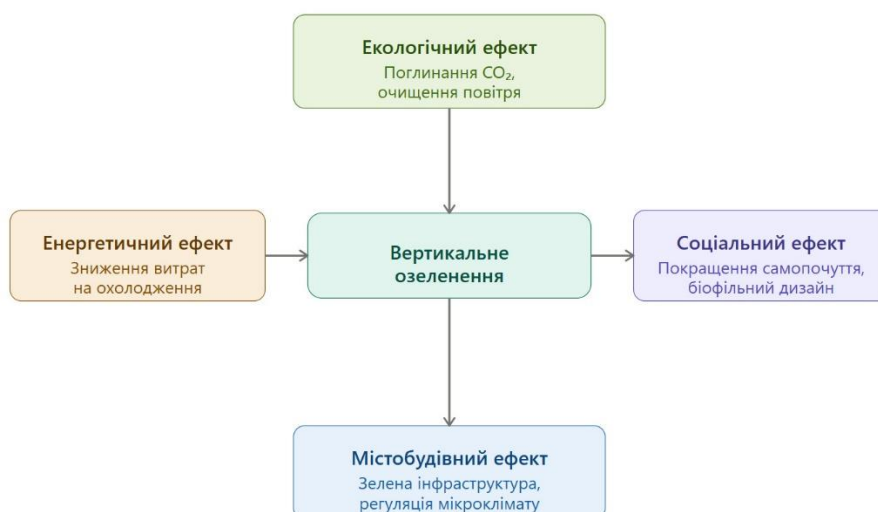 Екологічний ефект
Поглинання CO₂,
очищення повітря
Енергетичний ефект
Зниження витрат
на охолодження
Вертикальне
озеленення
Соціальний ефект
Покращення самопочуття,
біофільний дизайн
Містобудівний ефект
Зелена інфраструктура,
регуляція мікроклімату